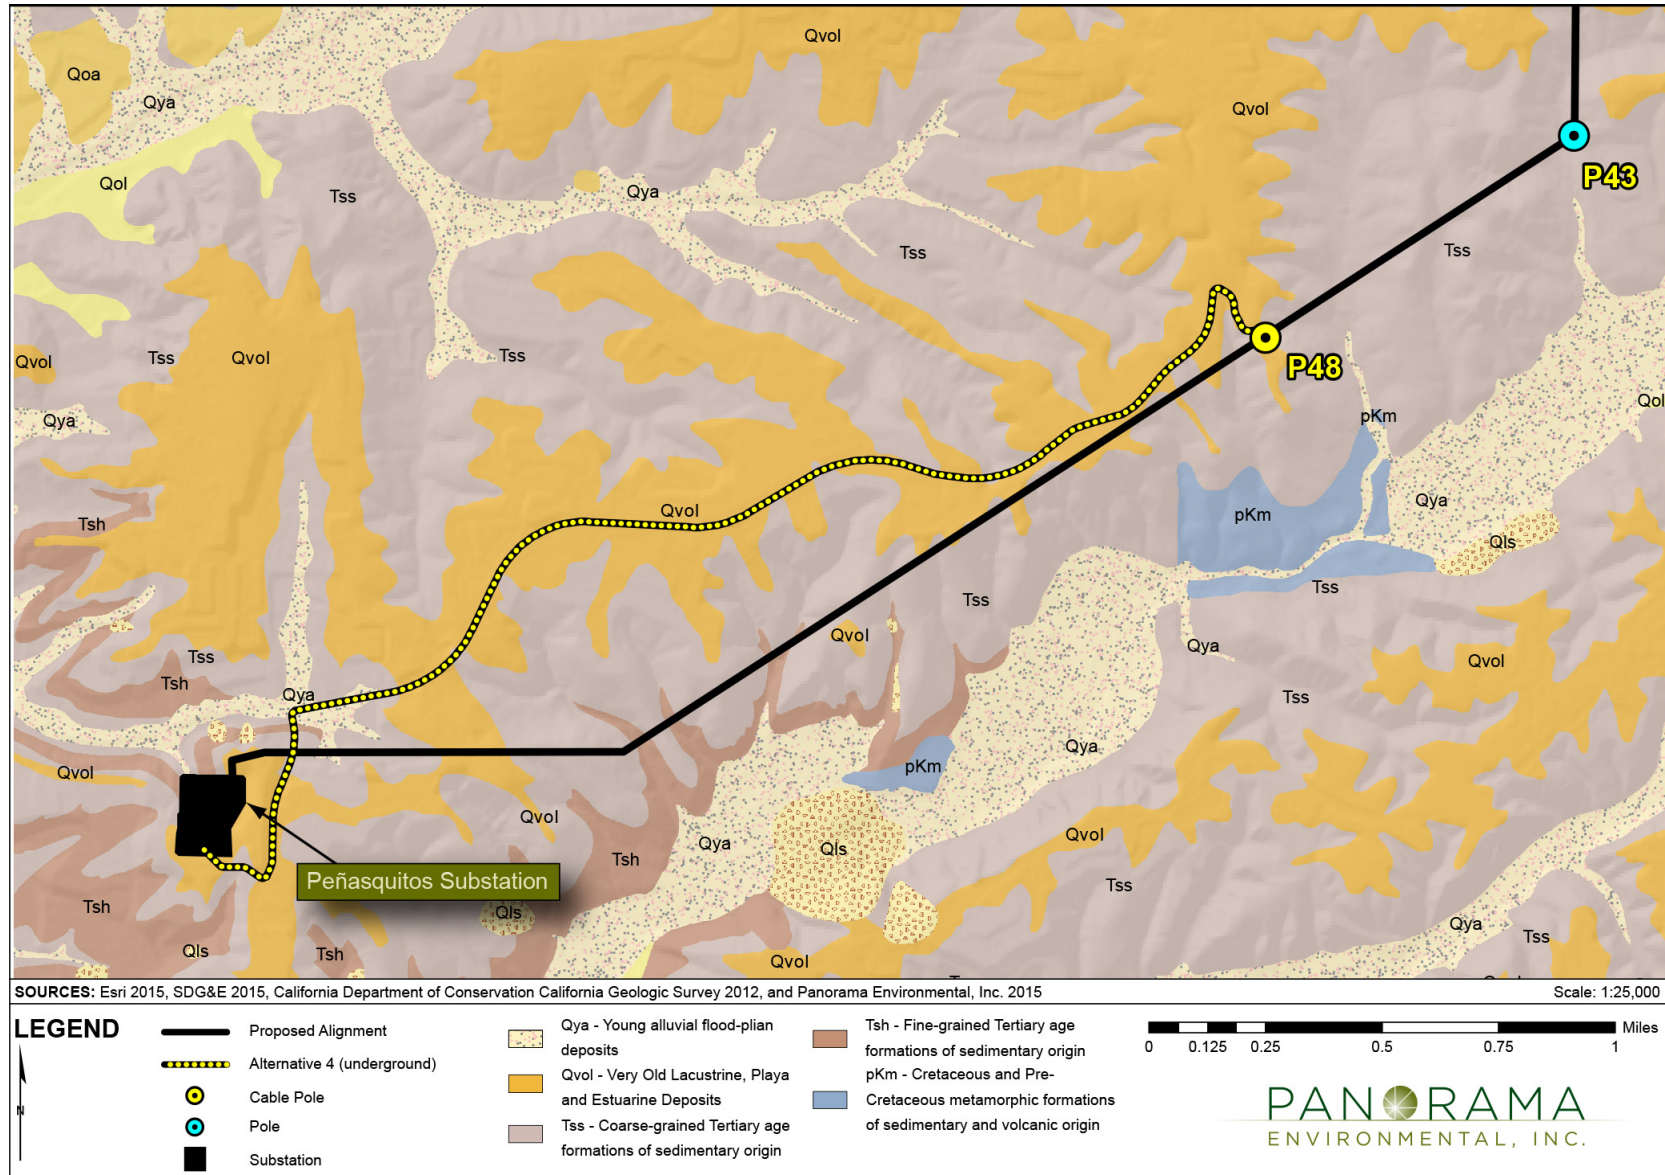 Qvol
Qoa
Qya
Qvol
P43
Qol
Qya
Tss
Tss
Tss
Qvol
Tss
Qvol
Tss
P48
Qol
Qya
pKm
Tsh
Qvol
pKm
Qya
Qls
Tss
Tss
Qvol
Qya
Tss
Qvol
Tsh
Qya
Tss
Qya
Qvol
pKm
Qvol
Qvol
Qya
Qls
Tsh
Peñasquitos Substation
Tss
Tsh
Qls
Qya
Tss
Qls
Tsh
Qvol
SOURCES: Esri 2015, SDG&E 2015, California Department of Conservation California Geologic Survey 2012, and Panorama Environmental, Inc. 2015
Scale: 1:25,000
LEGEND
N
Proposed Alignment
Alternative 4 (underground)
Cable Pole
Pole
Substation
Qya - Young alluvial flood-plian
deposits
Qvol - Very Old Lacustrine, Playa
and Estuarine Deposits
Tss - Coarse-grained Tertiary age
formations of sedimentary origin
Tsh - Fine-grained Tertiary age
formations of sedimentary origin
pKm - Cretaceous and Pre-
Cretaceous metamorphic formations
of sedimentary and volcanic origin
Miles
0 0.125 0.25 0.5 0.75 1
PANORAMA
ENVIRONMENTAL, INC.